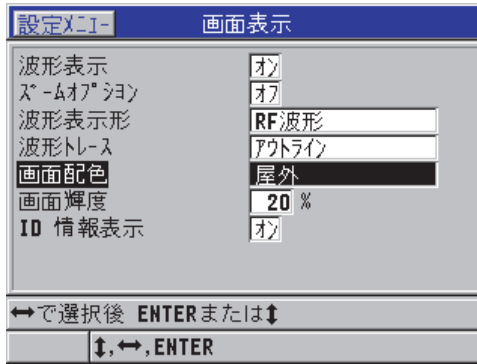 設定ﾒﾆｭｰ 画面表示
波形表示 ｵﾝ
ｽﾞｰﾑｵﾌﾟｼｮﾝ ｵﾌ
波形表示形 RF波形
波形ﾄﾚｰｽ ｱｳﾄﾗｲﾝ
画面配色 屋外
画面輝度 20 %
ID 情報表示 ｵﾝ
↔で選択後 ENTERまたは↕
↕,↔,ENTER